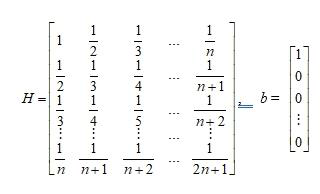 H = [ 1 1/2 1/3 ... 1/n
1/2 1/3 1/4 ... 1/(n+1)
1/3 1/4 1/5 ... 1/(n+2)
⋮ ⋮ ⋮ ... ⋮
1/n 1/(n+1) 1/(n+2) ... 1/(2n+1) ] , b = [ 1
0
0
⋮
0 ]